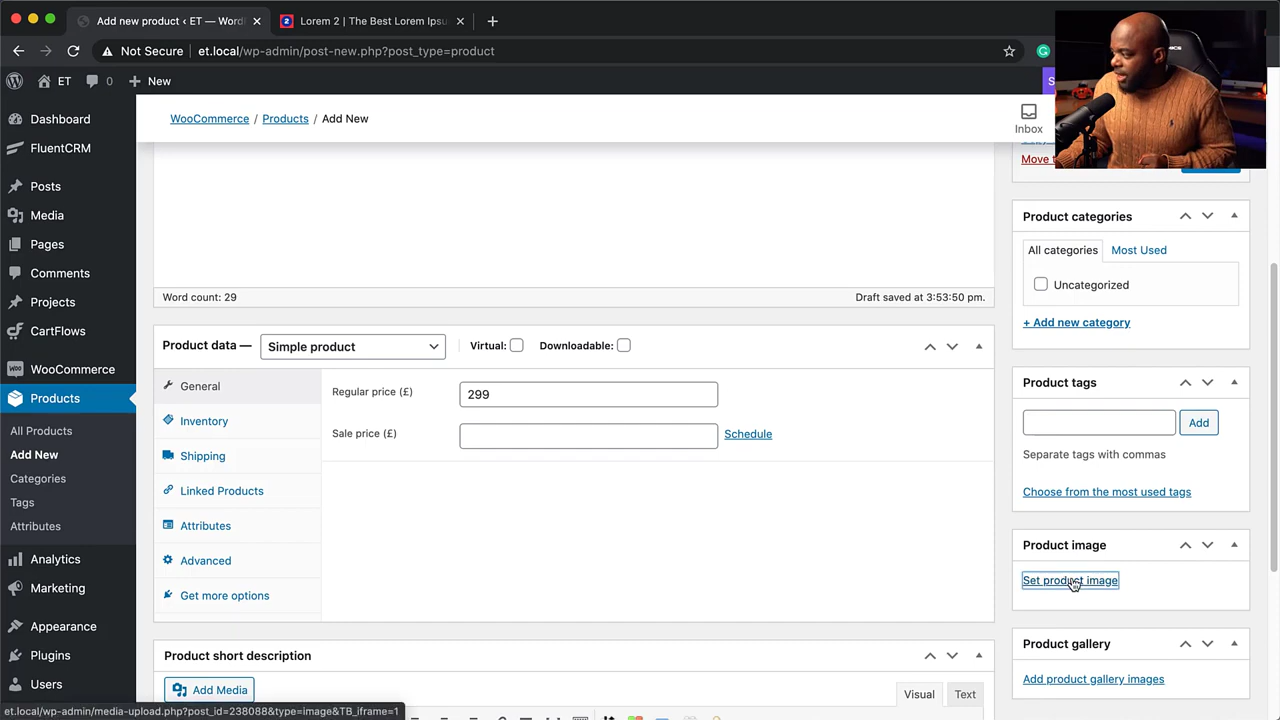 Add new product ‹ ET — Word
Lorem 2 | The Best Lorem Ipsu
Not Secure
et.local/wp-admin/post-new.php?post_type=product
ET
0
New
Dashboard
FluentCRM
Posts
Media
Pages
Comments
Projects
CartFlows
WooCommerce
Products
All Products
Add New
Categories
Tags
Attributes
Analytics
Marketing
Appearance
Plugins
Users
WooCommerce / Products / Add New
Inbox
Word count: 29
Draft saved at 3:53:50 pm.
Product data —
Simple product
Virtual:
Downloadable:
General
Inventory
Shipping
Linked Products
Attributes
Advanced
Get more options
Regular price (£)
299
Sale price (£)
Schedule
Product short description
Add Media
Visual
Text
Move t
Product categories
All categories
Most Used
Uncategorized
+ Add new category
Product tags
Add
Separate tags with commas
Choose from the most used tags
Product image
Set product image
Product gallery
Add product gallery images
et.local/wp-admin/media-upload.php?post_id=238088&type=image&TB_iframe=1